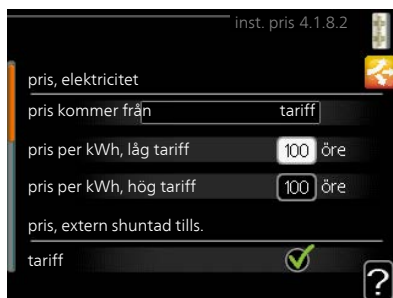 inst. pris 4.1.8.2
pris, elektricitet
pris kommer från tariff
pris per kWh, låg tariff 100 öre
pris per kWh, hög tariff 100 öre
pris, extern shuntad tills.
tariff
?